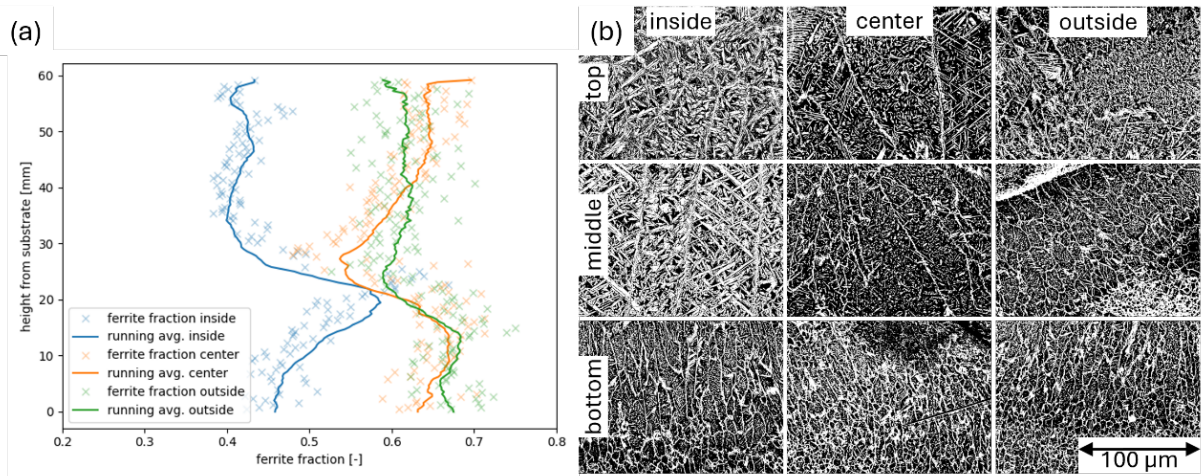 (a)
60
50
40
30
20
10
0
height from substrate [mm]
ferrite fraction inside
running avg. inside
ferrite fraction center
running avg. center
ferrite fraction outside
running avg. outside
0.2 0.3 0.4 0.5 0.6 0.7 0.8
ferrite fraction [-]
(b)
inside center outside
top
middle
bottom
100 µm